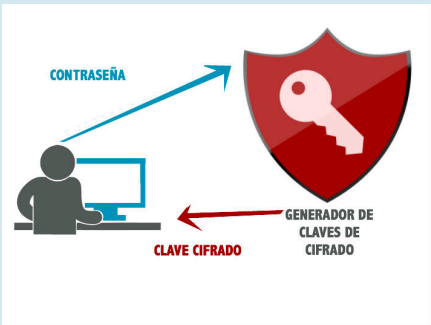 CONTRASEÑA
GENERADOR DE
CLAVES DE
CIFRADO
CLAVE CIFRADO